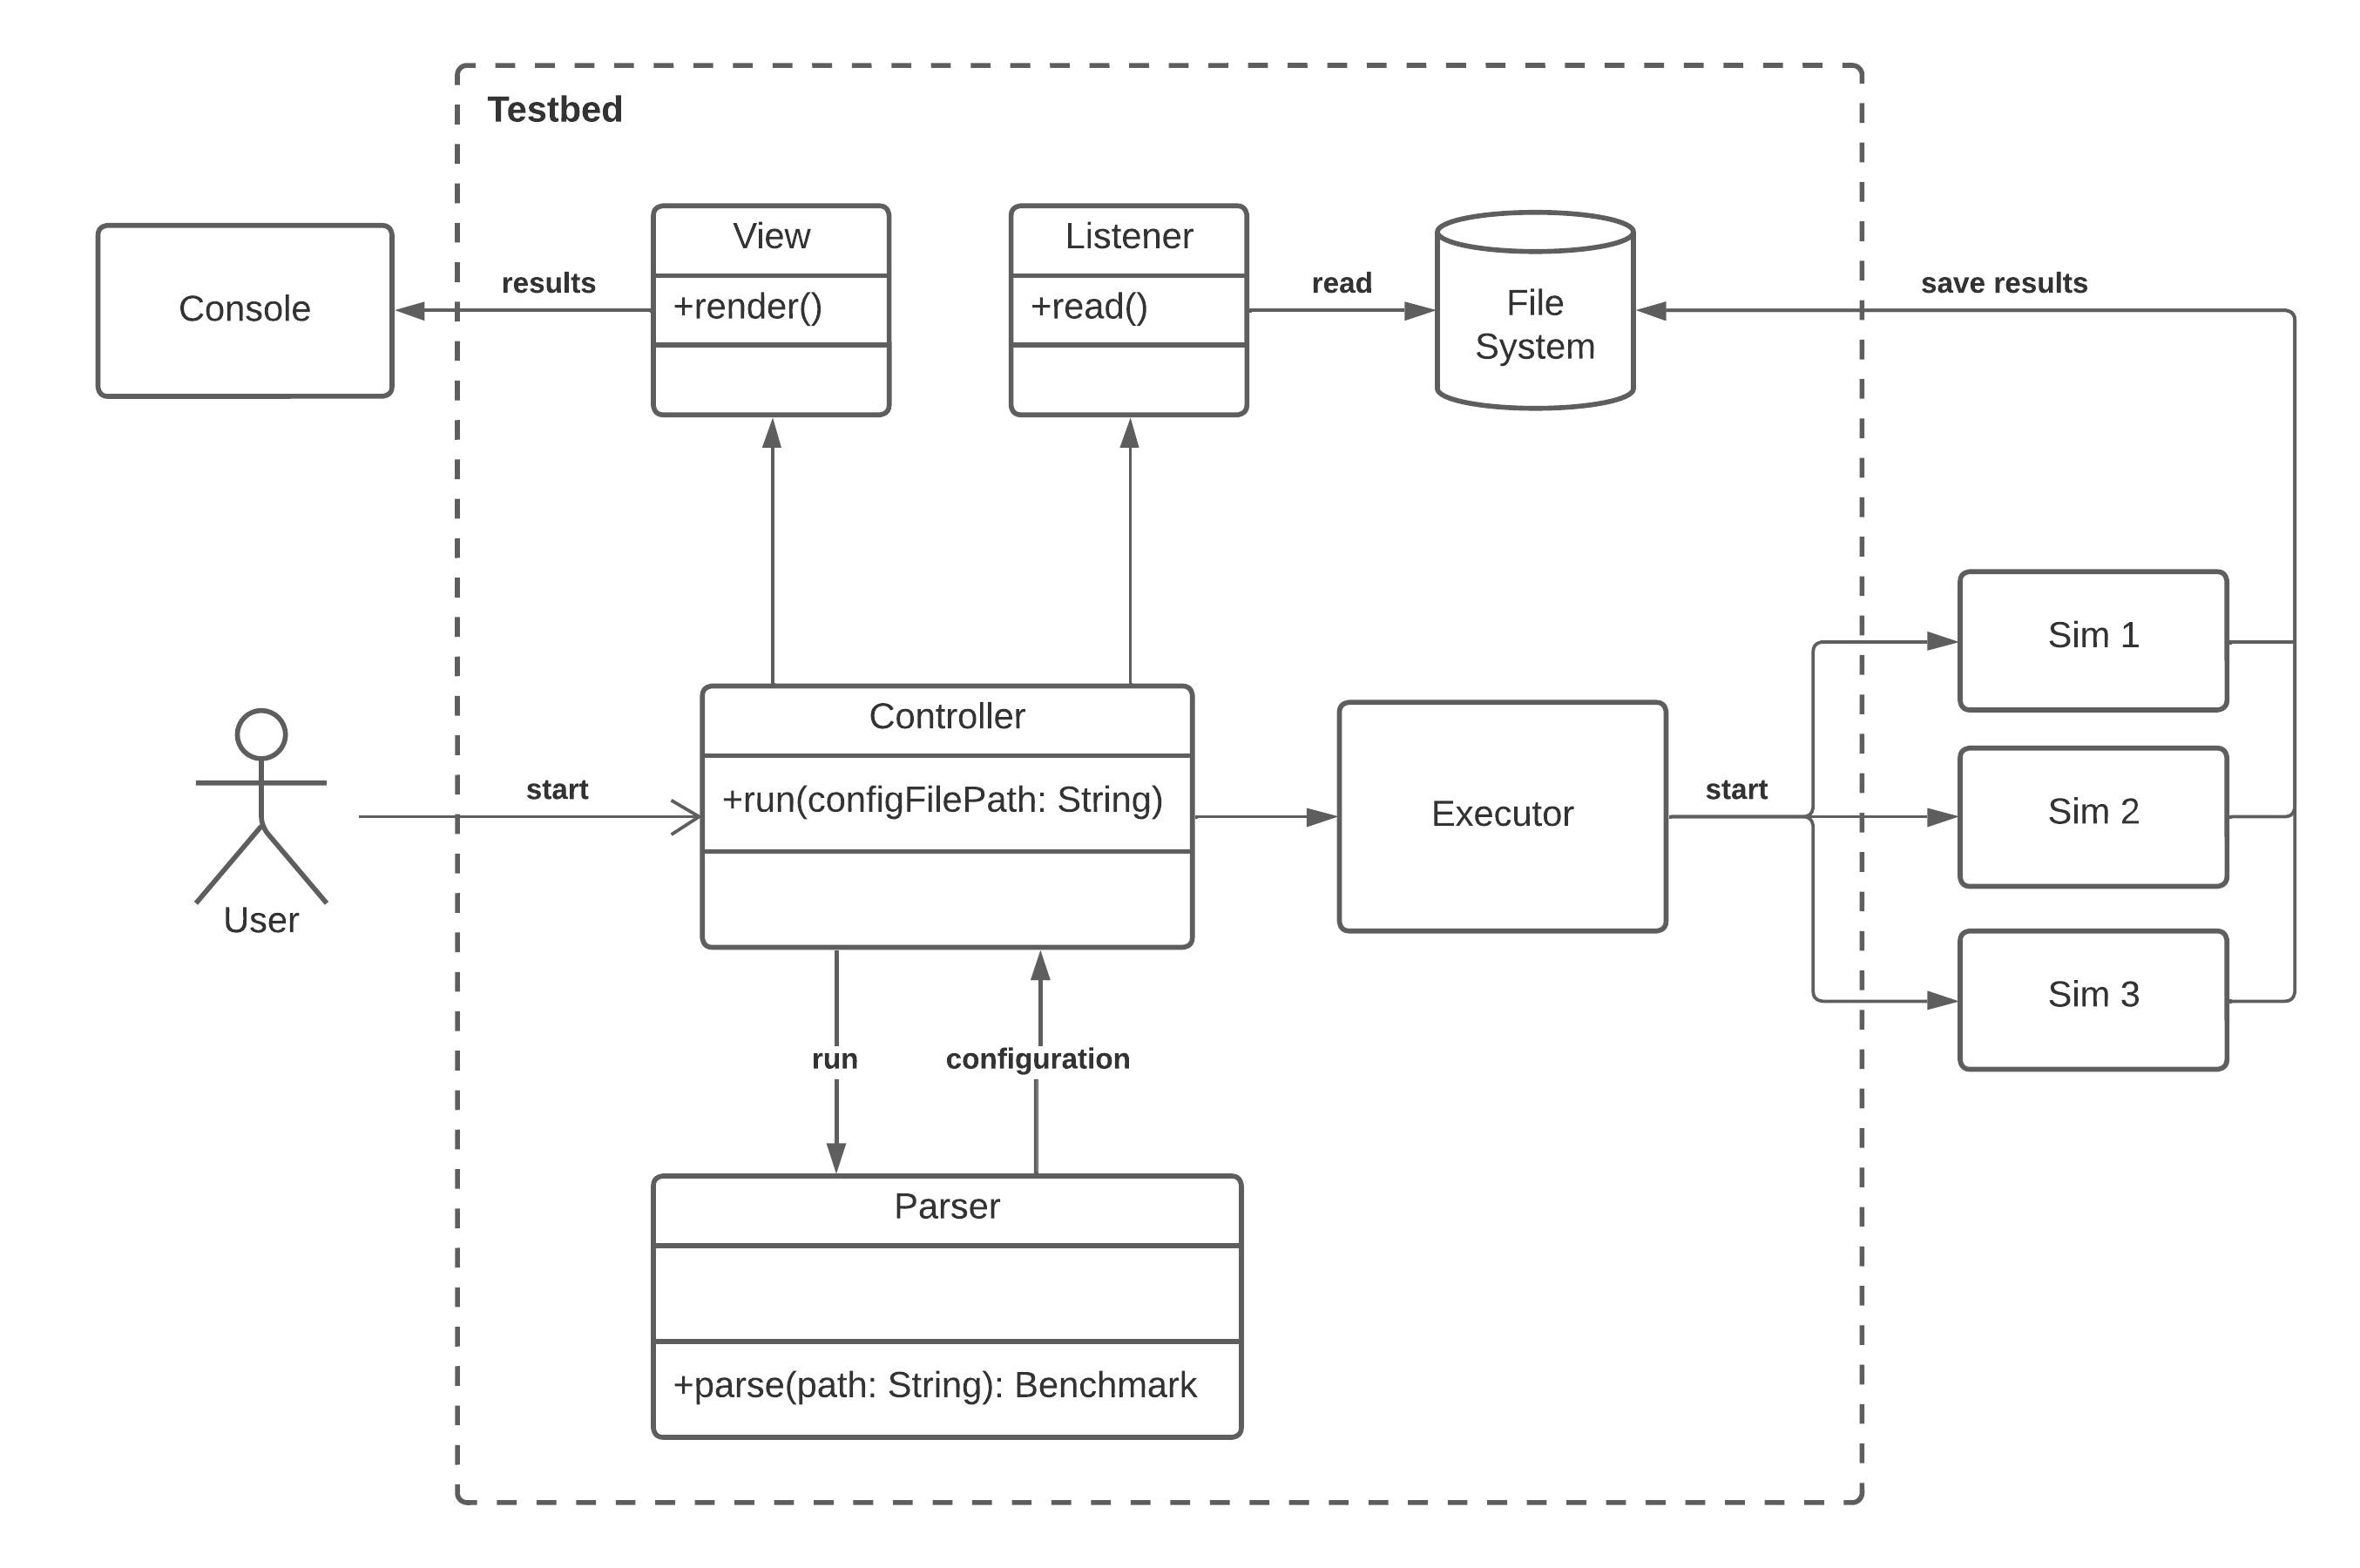 Testbed
View
Listener
Console
results
+render()
+read()
read
File
System
save results
Sim 1
Controller
start
+run(configFilePath: String)
Executor
start
Sim 2
User
Sim 3
run
configuration
Parser
+parse(path: String): Benchmark